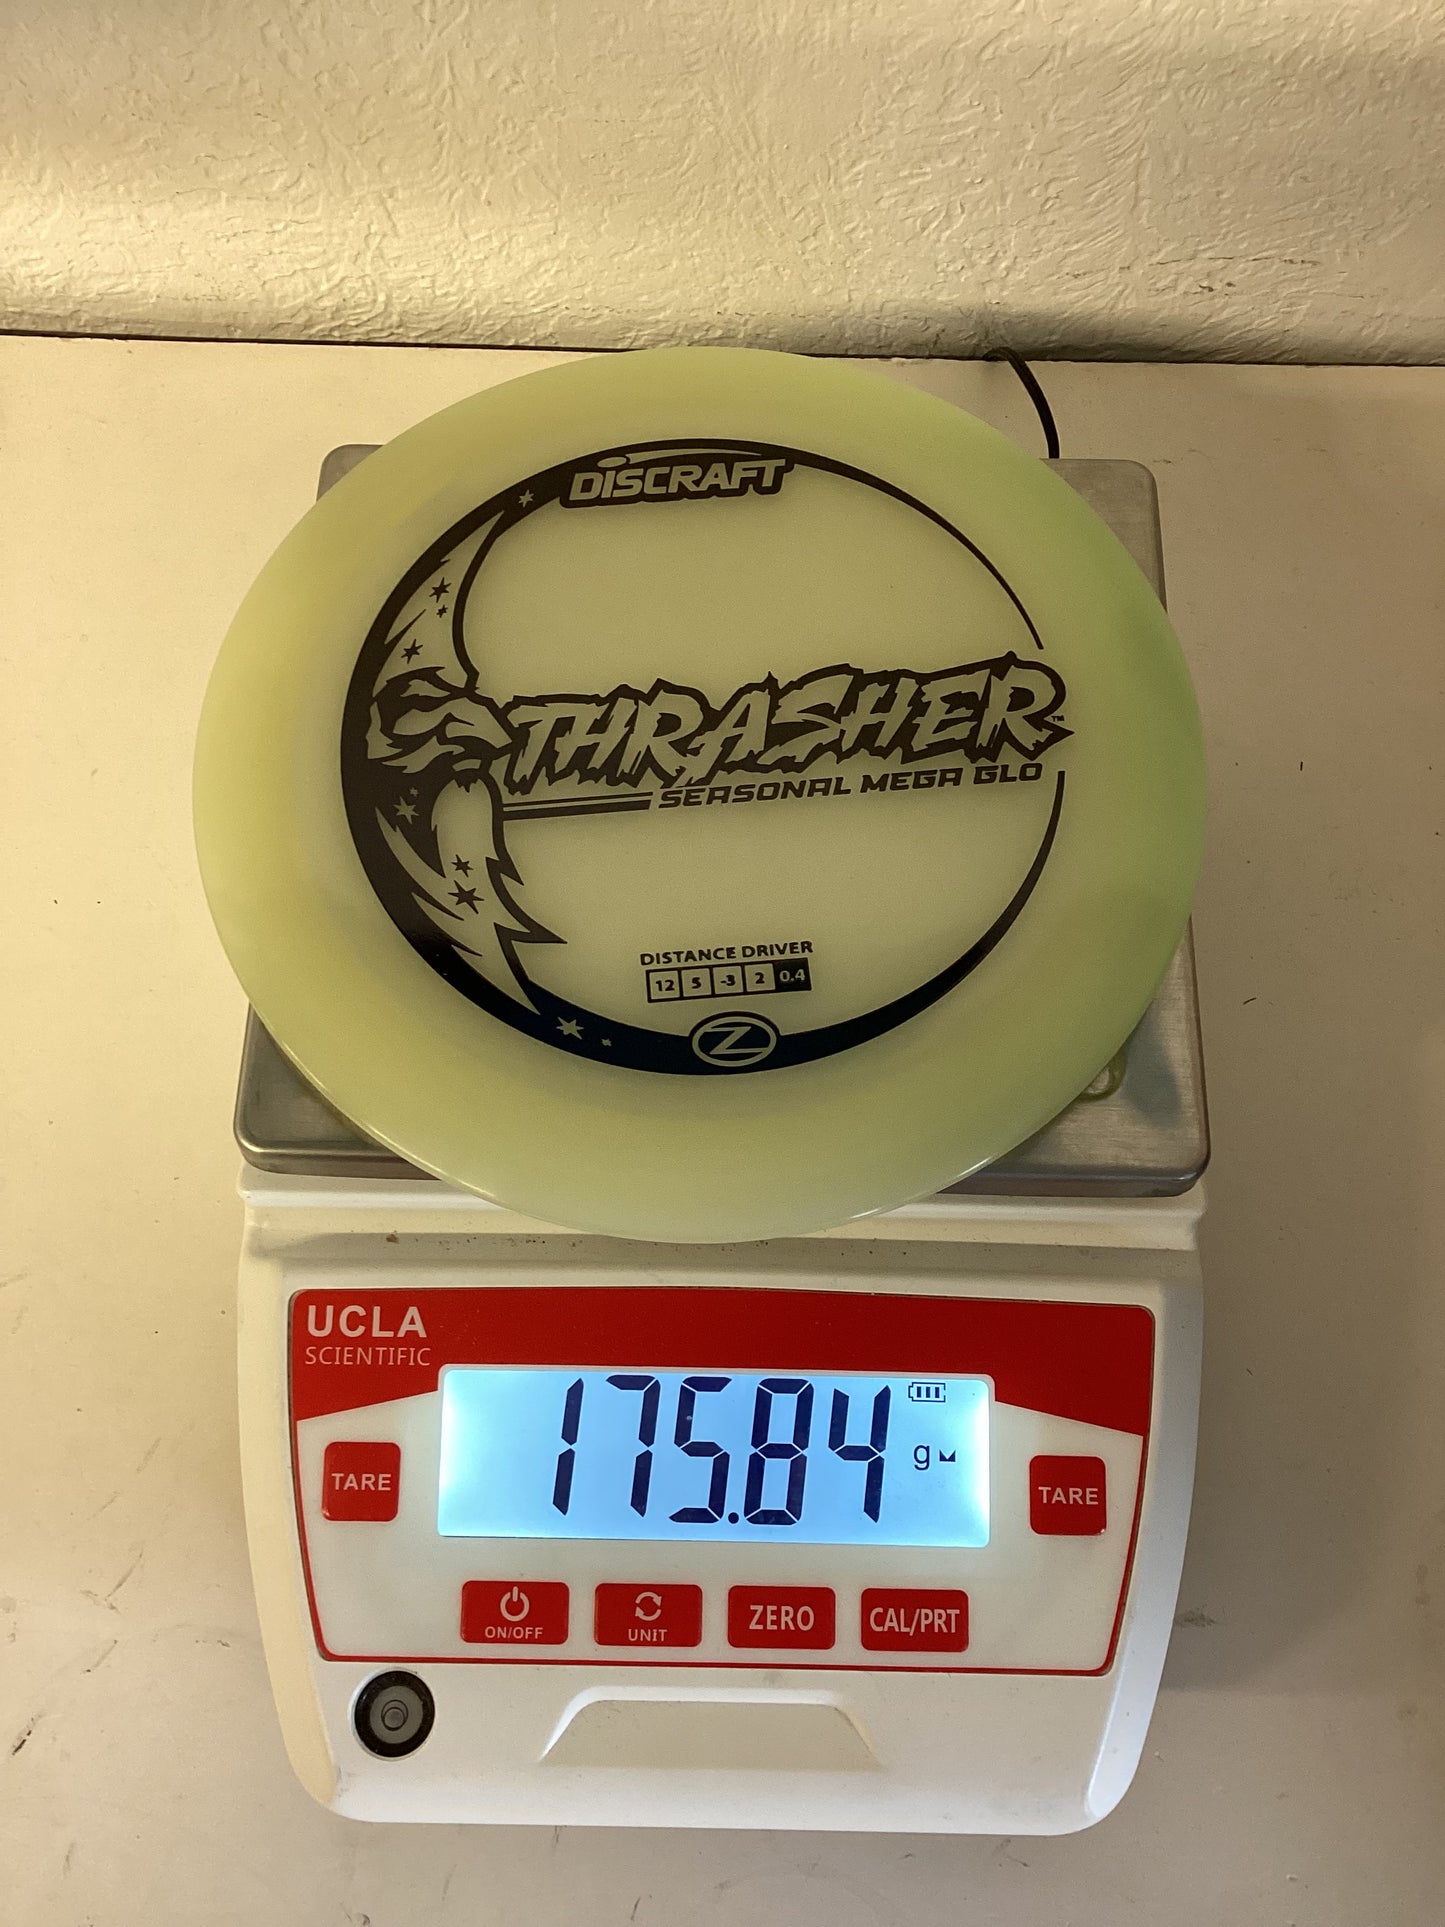 DISCRAFT
THRASHER™
SEASONAL MEGA GLO
DISTANCE DRIVER
12 5 -3 2 0.4
Z
UCLA
SCIENTIFIC
175.84 g
TARE
TARE
ON/OFF
UNIT
ZERO
CAL/PRT